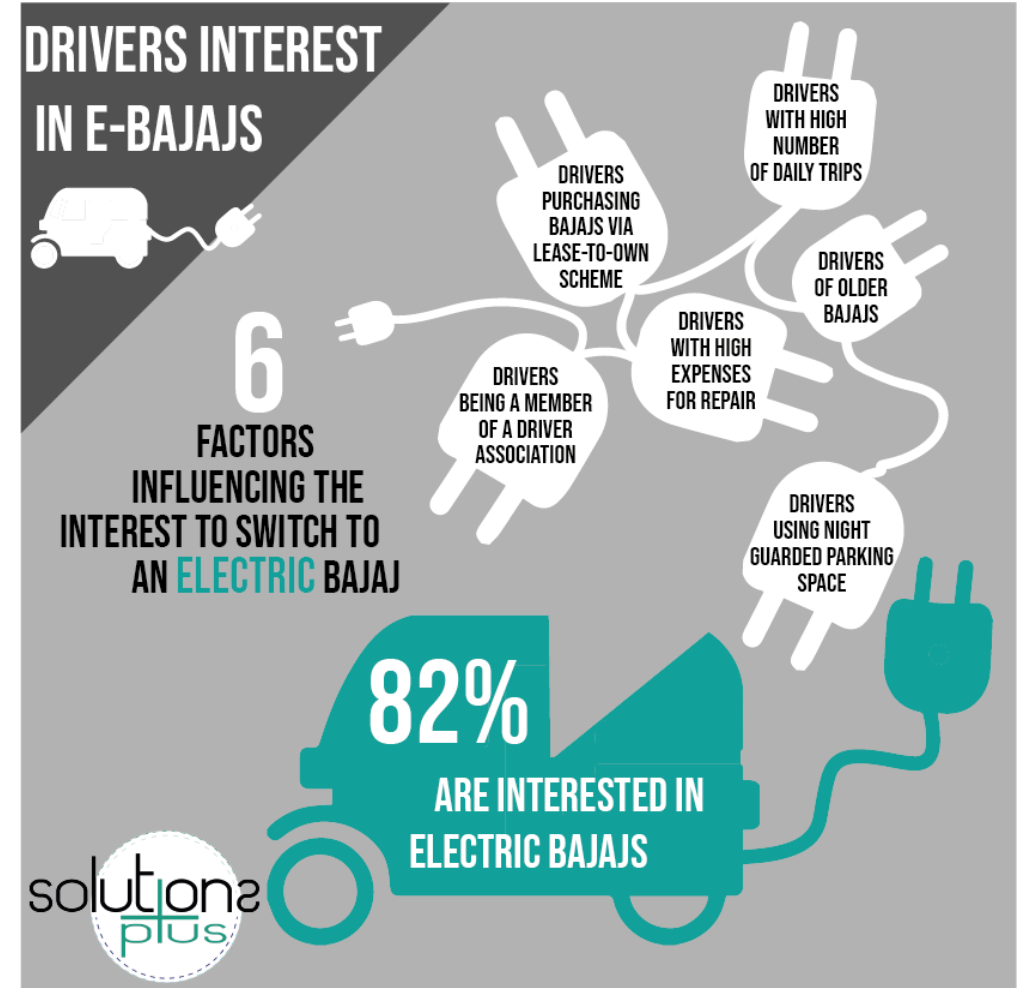 DRIVERS INTEREST
IN E-BAJAJS
6
FACTORS
INFLUENCING THE
INTEREST TO SWITCH TO
AN ELECTRIC BAJAJ
DRIVERS
PURCHASING
BAJAJS VIA
LEASE-TO-OWN
SCHEME
DRIVERS
WITH HIGH
NUMBER
OF DAILY TRIPS
DRIVERS
OF OLDER
BAJAJS
DRIVERS
WITH HIGH
EXPENSES
FOR REPAIR
DRIVERS
BEING A MEMBER
OF A DRIVER
ASSOCIATION
DRIVERS
USING NIGHT
GUARDED PARKING
SPACE
82%
ARE INTERESTED IN
ELECTRIC BAJAJS
solutions
plus